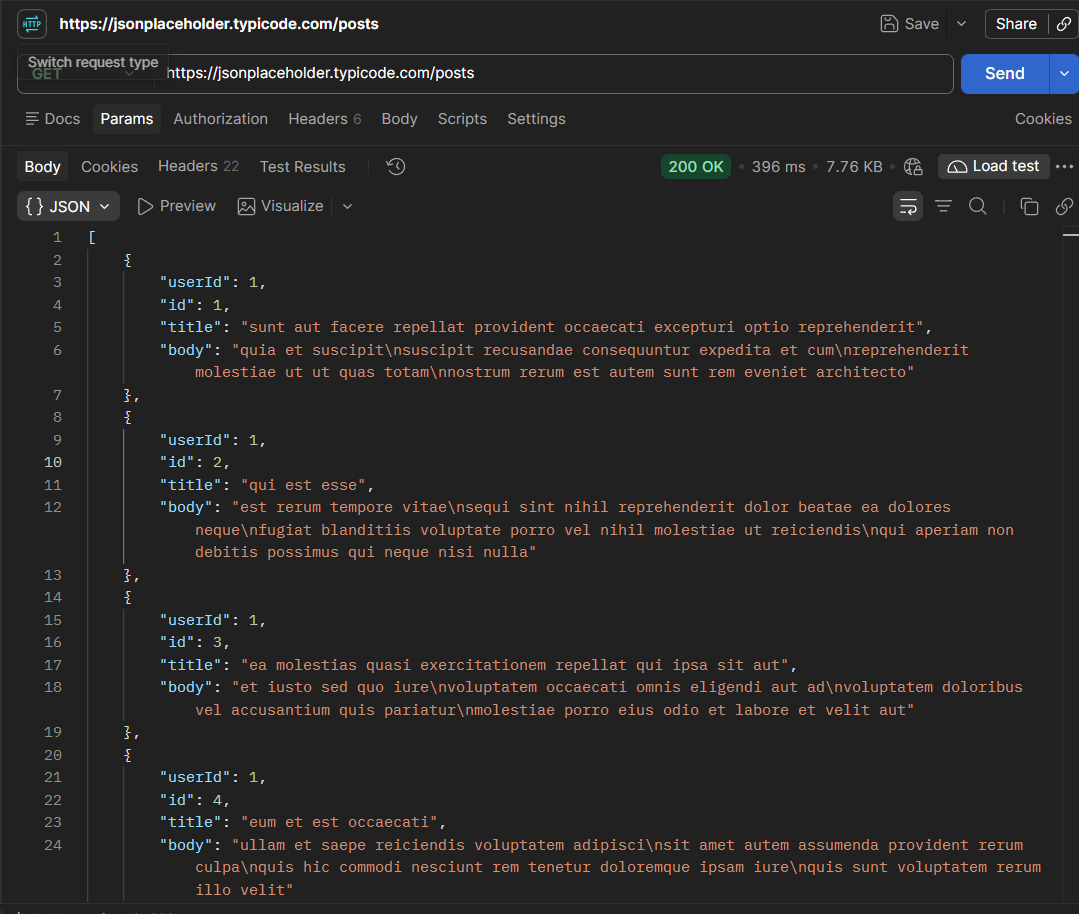 HTTP https://jsonplaceholder.typicode.com/posts Save Share
Switch request type
GET https://jsonplaceholder.typicode.com/posts Send
Docs Params Authorization Headers 6 Body Scripts Settings Cookies
Body Cookies Headers 22 Test Results 200 OK • 396 ms • 7.76 KB • Load test
{} JSON Preview Visualize
1 [
2 {
3 "userId": 1,
4 "id": 1,
5 "title": "sunt aut facere repellat provident occaecati excepturi optio reprehenderit",
6 "body": "quia et suscipit\nsuscipit recusandae consequuntur expedita et cum\nreprehenderit
molestiae ut ut quas totam\nnostrum rerum est autem sunt rem eveniet architecto"
7 },
8 {
9 "userId": 1,
10 "id": 2,
11 "title": "qui est esse",
12 "body": "est rerum tempore vitae\nsequi sint nihil reprehenderit dolor beatae ea dolores
neque\nfugiat blanditiis voluptate porro vel nihil molestiae ut reiciendis\nqui aperiam non
debitis possimus qui neque nisi nulla"
13 },
14 {
15 "userId": 1,
16 "id": 3,
17 "title": "ea molestias quasi exercitationem repellat qui ipsa sit aut",
18 "body": "et iusto sed quo iure\nvoluptatem occaecati omnis eligendi aut ad\nvoluptatem doloribus
vel accusantium quis pariatur\nmolestiae porro eius odio et labore et velit aut"
19 },
20 {
21 "userId": 1,
22 "id": 4,
23 "title": "eum et est occaecati",
24 "body": "ullam et saepe reiciendis voluptatem adipisci\nsit amet autem assumenda provident rerum
culpa\nquis hic commodi nesciunt rem tenetur doloremque ipsam iure\nquis sunt voluptatem rerum
illo velit"